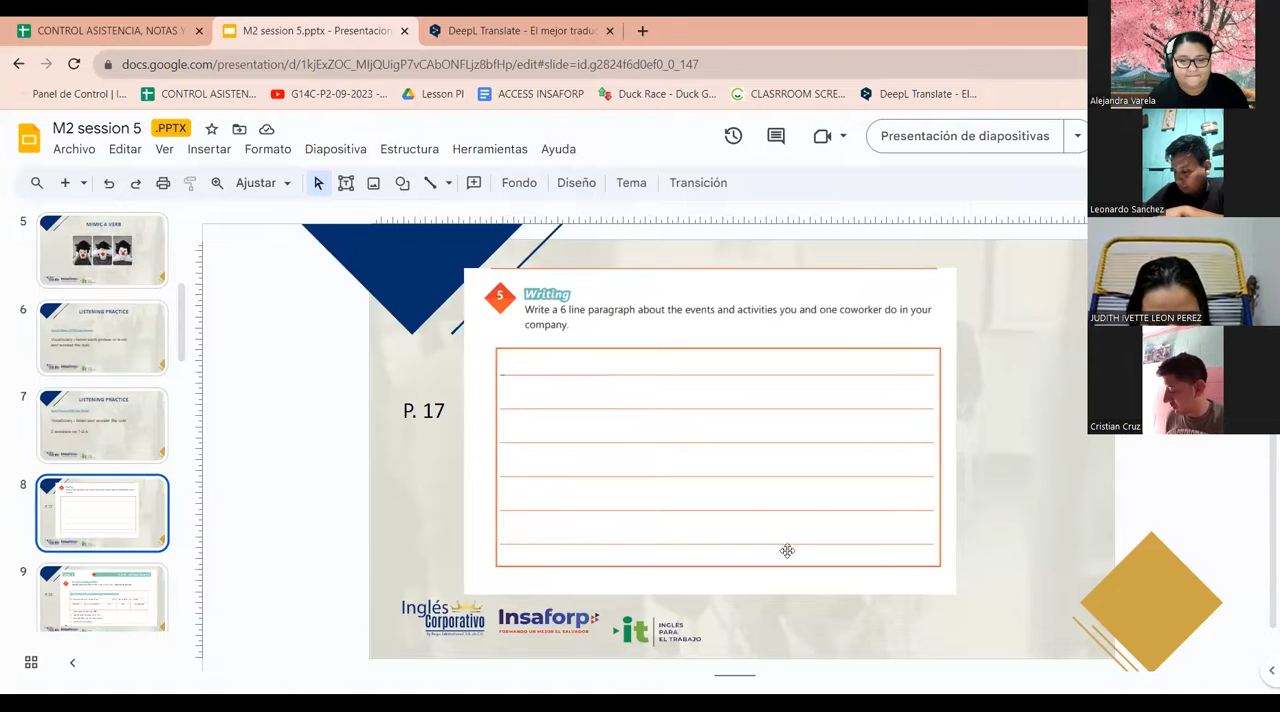 CONTROL ASISTENCIA, NOTAS Y
M2 session 5.pptx - Presentacion
DeepL Translate - El mejor tradu
docs.google.com/presentation/d/1kjExZOC_MIjQUigP7vCAbONFLjzSbfHp/edit#slide=id.g2824f6d0ef0_0_147
Panel de Control | I...
CONTROL ASISTEN...
G14C-P2-09-2023 -...
Lesson PI
ACCESS INSAFORP
Duck Race - Duck G...
CLASRROOM SCRE...
DeepL Translate - El...
M2 session 5
.PPTX
Archivo
Editar
Ver
Insertar
Formato
Diapositiva
Estructura
Herramientas
Ayuda
Presentación de diapositivas
Ajustar
Fondo
Diseño
Tema
Transición
5
MIMIC A VERB
6
LISTENING PRACTICE
7
LISTENING PRACTICE
8
9
5
Writing
Write a 6 line paragraph about the events and activities you and one coworker do in your
company.
P. 17
Inglés
Corporativo
Insaforp
FORMANDO UN MEJOR EL SALVADOR
it
INGLES
PARA
EL TRABAJO
Alejandra Varela
Leonardo Sanchez
JUDITH IVETTE LEON PEREZ
Cristian Cruz